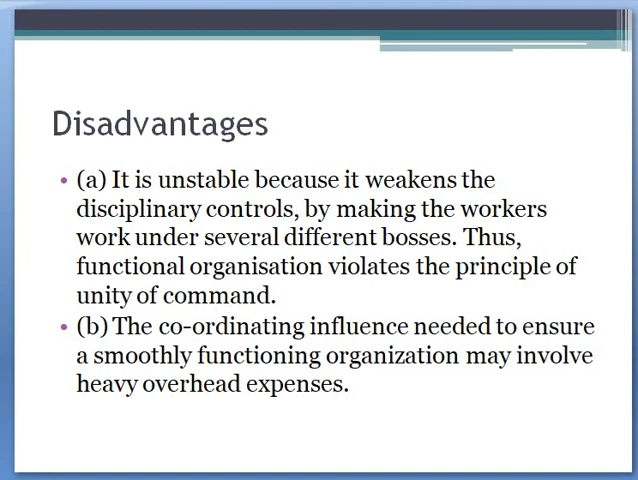 Disadvantages
• (a) It is unstable because it weakens the
disciplinary controls, by making the workers
work under several different bosses. Thus,
functional organisation violates the principle of
unity of command.
• (b) The co-ordinating influence needed to ensure
a smoothly functioning organization may involve
heavy overhead expenses.